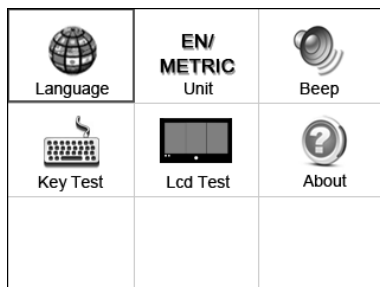 EN/
METRIC
Language
Unit
Beep
Key Test
Lcd Test
About